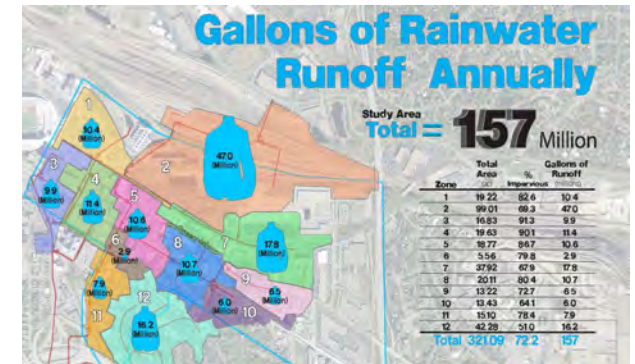 Gallons of Rainwater
Runoff Annually
Study Area
Total = 157 Million
Total Area % Gallons of Runoff
Zone Impervious (millions)
1 19.22 82.6 10.4
2 99.01 69.3 47.0
3 16.83 91.3 9.9
4 19.63 90.1 11.4
5 18.77 86.7 10.6
6 5.56 79.8 2.9
7 37.92 67.9 17.8
8 20.11 80.4 10.7
9 13.22 72.7 6.5
10 13.43 64.1 6.0
11 15.10 78.4 7.9
12 42.28 51.0 16.2
Total 321.09 72.2 157
1
10.4
(Million)
2
47.0
(Million)
3
9.9
(Million)
4
11.4
(Million)
5
10.6
(Million)
6
2.9
(Million)
7
17.8
(Million)
8
10.7
(Million)
9
6.5
(Million)
10
6.0
(Million)
11
7.9
(Million)
12
16.2
(Million)